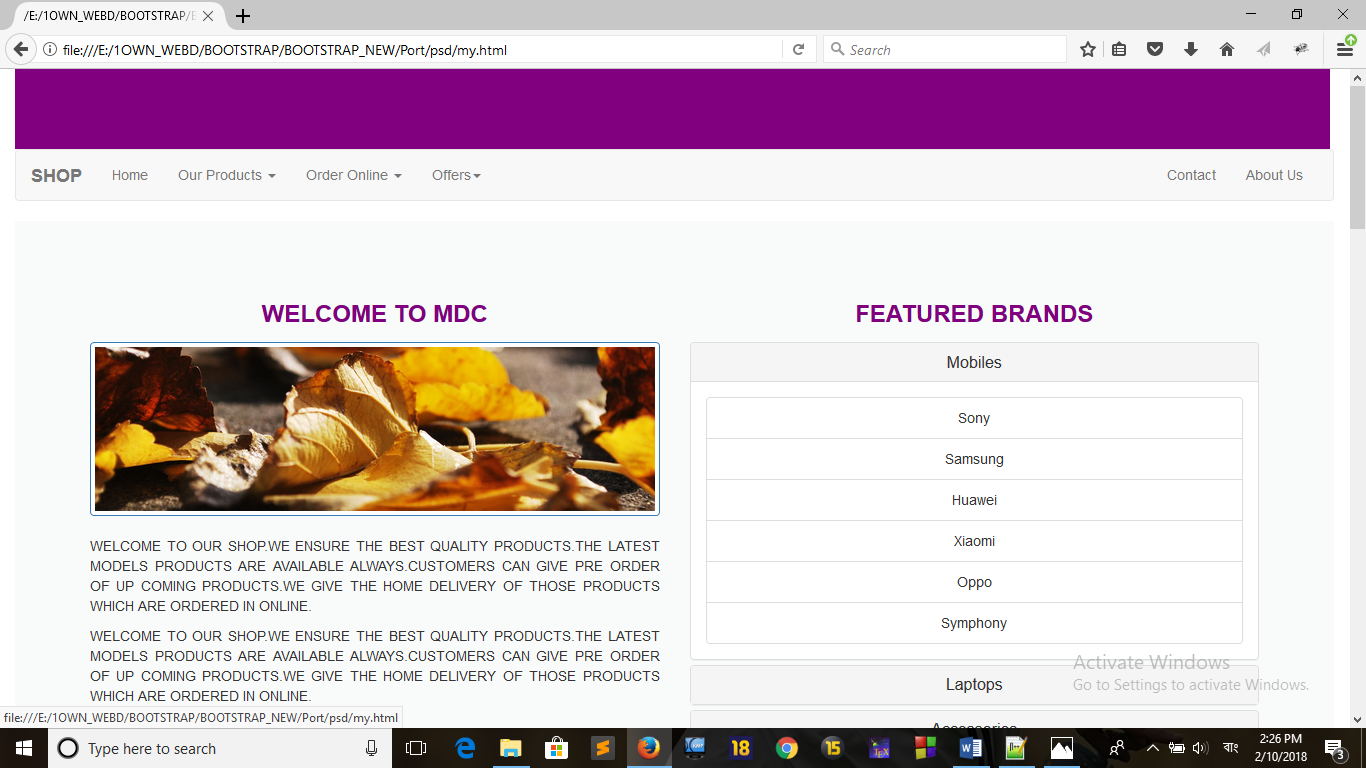 /E:/1OWN_WEBD/BOOTSTRAP/
file:///E:/1OWN_WEBD/BOOTSTRAP/BOOTSTRAP_NEW/Port/psd/my.html
Search
SHOP Home Our Products Order Online Offers Contact About Us
WELCOME TO MDC
WELCOME TO OUR SHOP.WE ENSURE THE BEST QUALITY PRODUCTS.THE LATEST
MODELS PRODUCTS ARE AVAILABLE ALWAYS.CUSTOMERS CAN GIVE PRE ORDER
OF UP COMING PRODUCTS.WE GIVE THE HOME DELIVERY OF THOSE PRODUCTS
WHICH ARE ORDERED IN ONLINE.
WELCOME TO OUR SHOP.WE ENSURE THE BEST QUALITY PRODUCTS.THE LATEST
MODELS PRODUCTS ARE AVAILABLE ALWAYS.CUSTOMERS CAN GIVE PRE ORDER
OF UP COMING PRODUCTS.WE GIVE THE HOME DELIVERY OF THOSE PRODUCTS
WHICH ARE ORDERED IN ONLINE.
FEATURED BRANDS
Mobiles
Sony
Samsung
Huawei
Xiaomi
Oppo
Symphony
Laptops
Accessories
Activate Windows
Go to Settings to activate Windows.
file:///E:/1OWN_WEBD/BOOTSTRAP/BOOTSTRAP_NEW/Port/psd/my.html
Type here to search
18
15
বাং
2:26 PM
2/10/2018
3